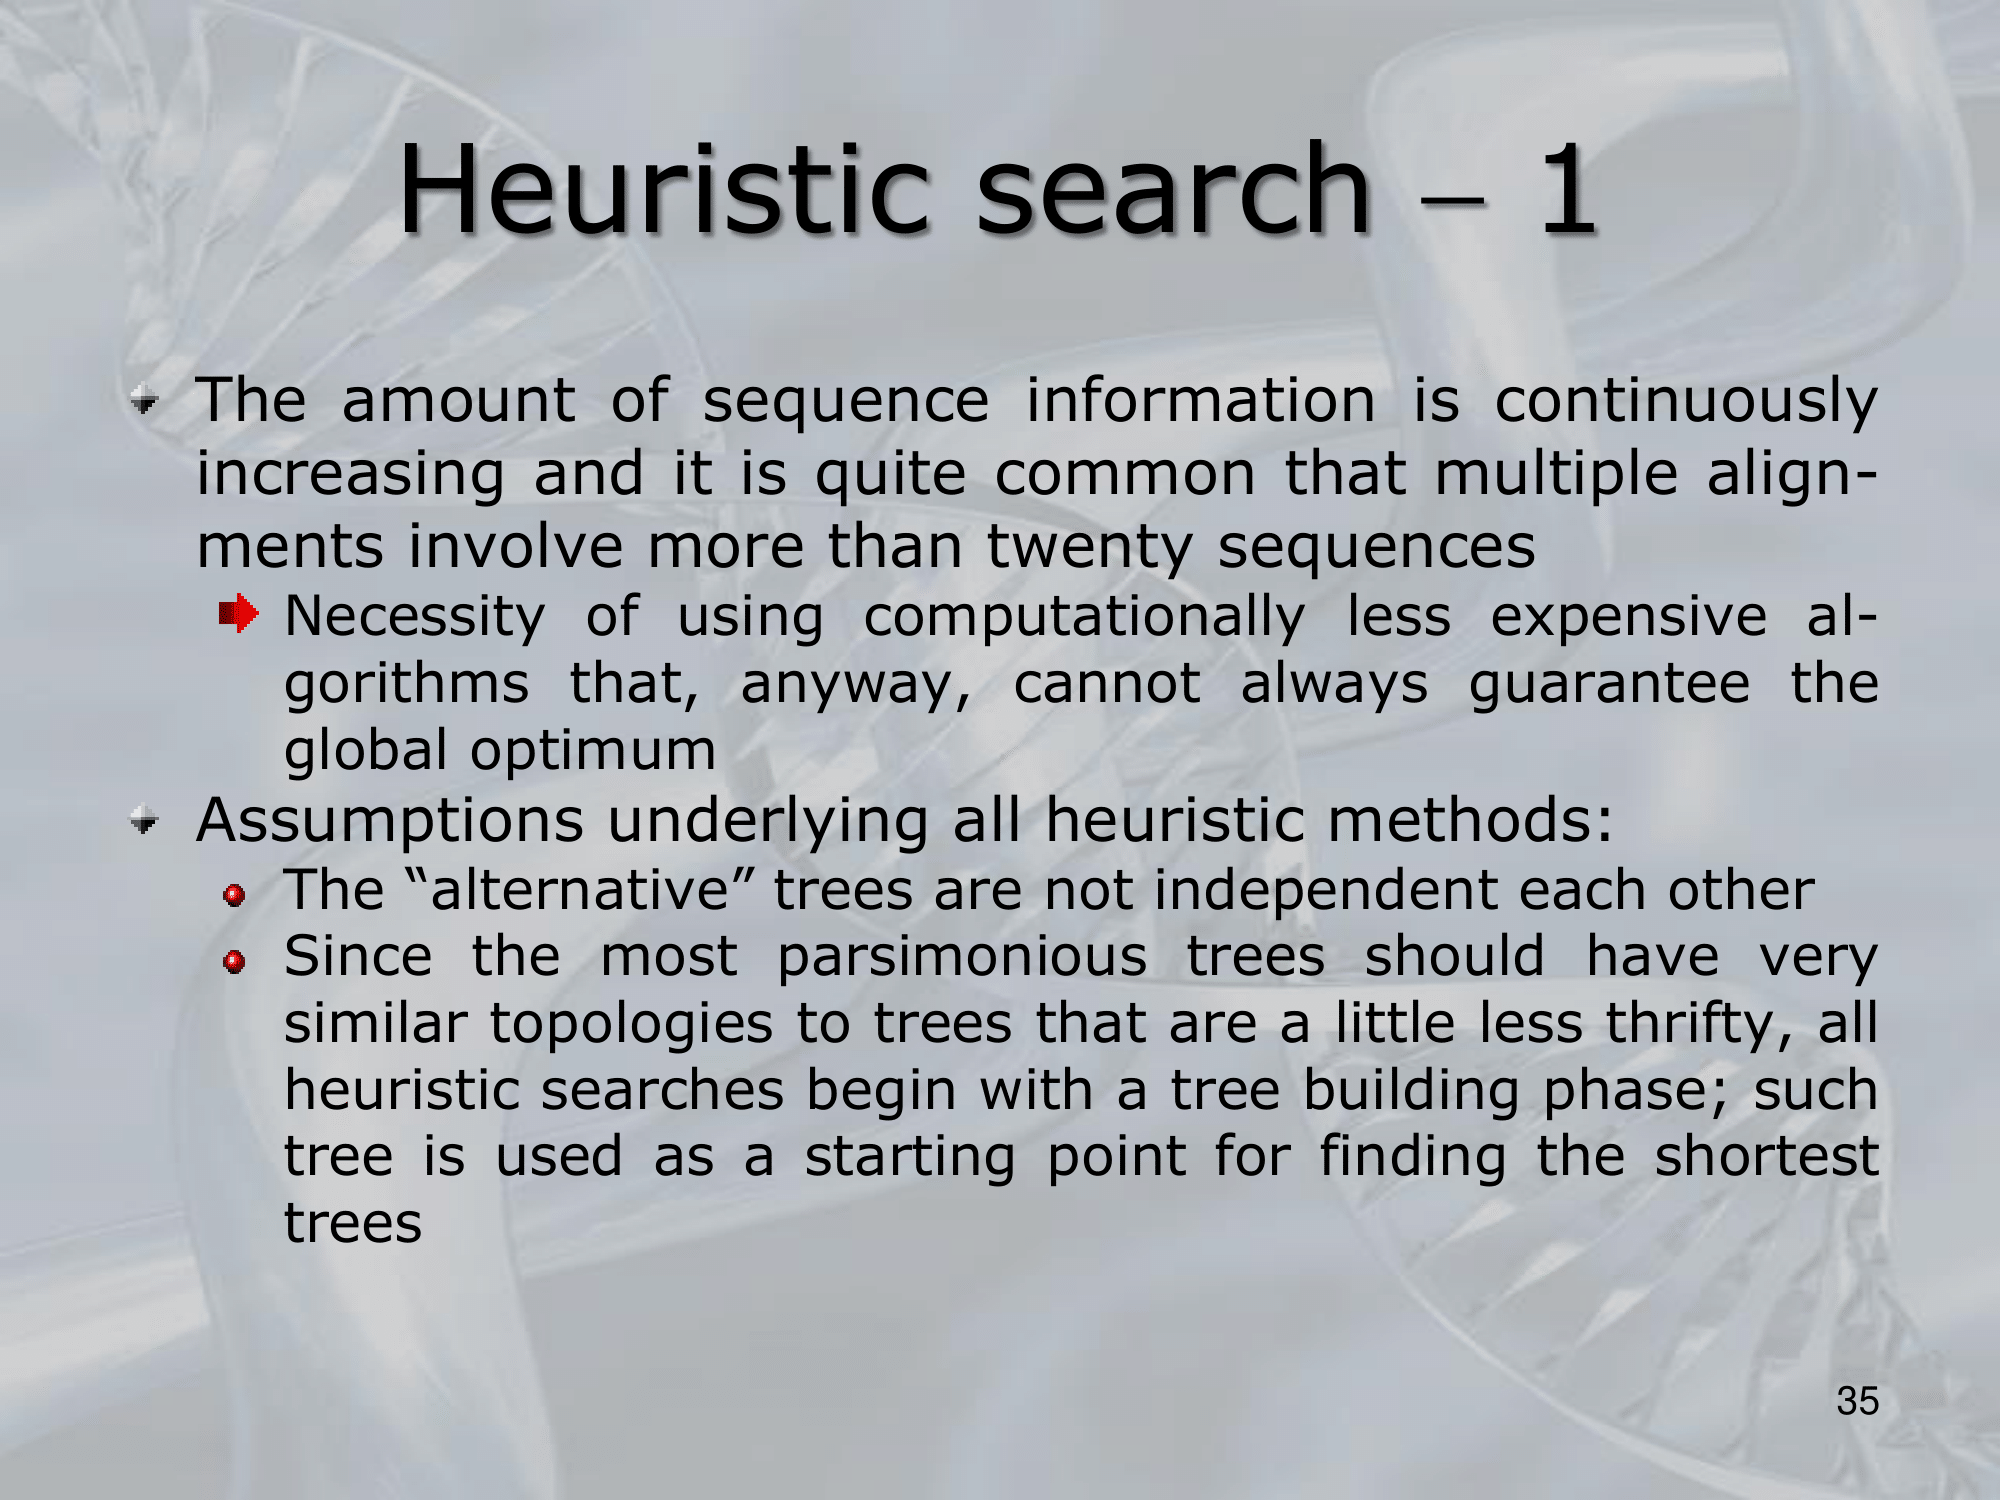 Heuristic search – 1
The amount of sequence information is continuously
increasing and it is quite common that multiple align-
ments involve more than twenty sequences
Necessity of using computationally less expensive al-
gorithms that, anyway, cannot always guarantee the
global optimum
Assumptions underlying all heuristic methods:
The “alternative” trees are not independent each other
Since the most parsimonious trees should have very
similar topologies to trees that are a little less thrifty, all
heuristic searches begin with a tree building phase; such
tree is used as a starting point for finding the shortest
trees
35